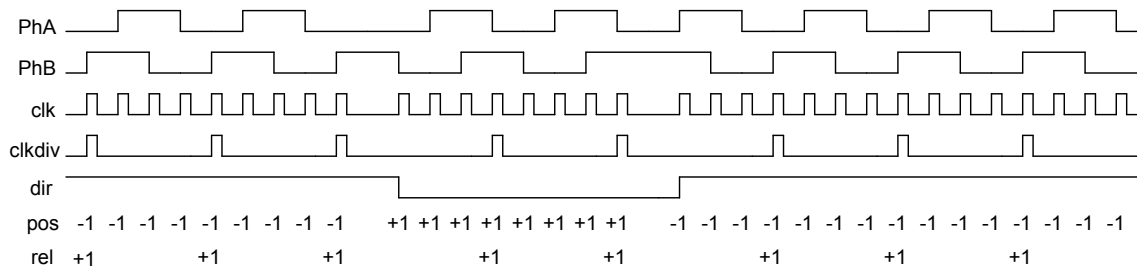 PhA
PhB
clk
clkdiv
dir
pos -1 -1 -1 -1 -1 -1 -1 -1 -1 +1 +1 +1 +1 +1 +1 +1 +1 -1 -1 -1 -1 -1 -1 -1 -1 -1 -1 -1 -1 -1 -1 -1
rel +1 +1 +1 +1 +1 +1 +1 +1